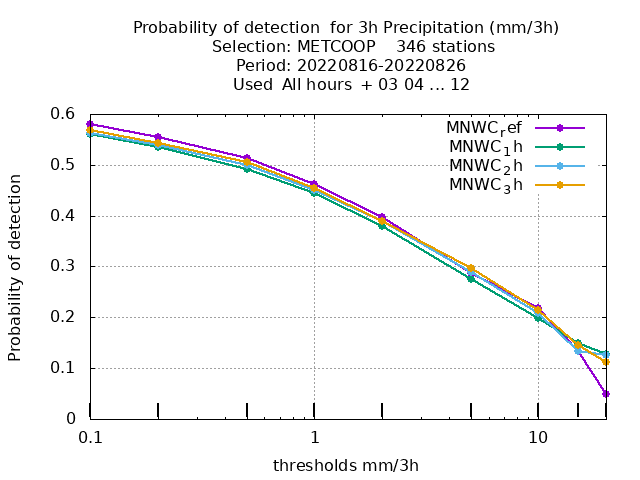 Probability of detection  for 3h Precipitation (mm/3h)
Selection: METCOOP    346 stations
Period: 20220816-20220826
Used  All hours  + 03 04 ... 12
MNWC_ref
MNWC_1h
MNWC_2h
MNWC_3h
Probability of detection
0.6
0.5
0.4
0.3
0.2
0.1
0
0.1 1 10
thresholds mm/3h